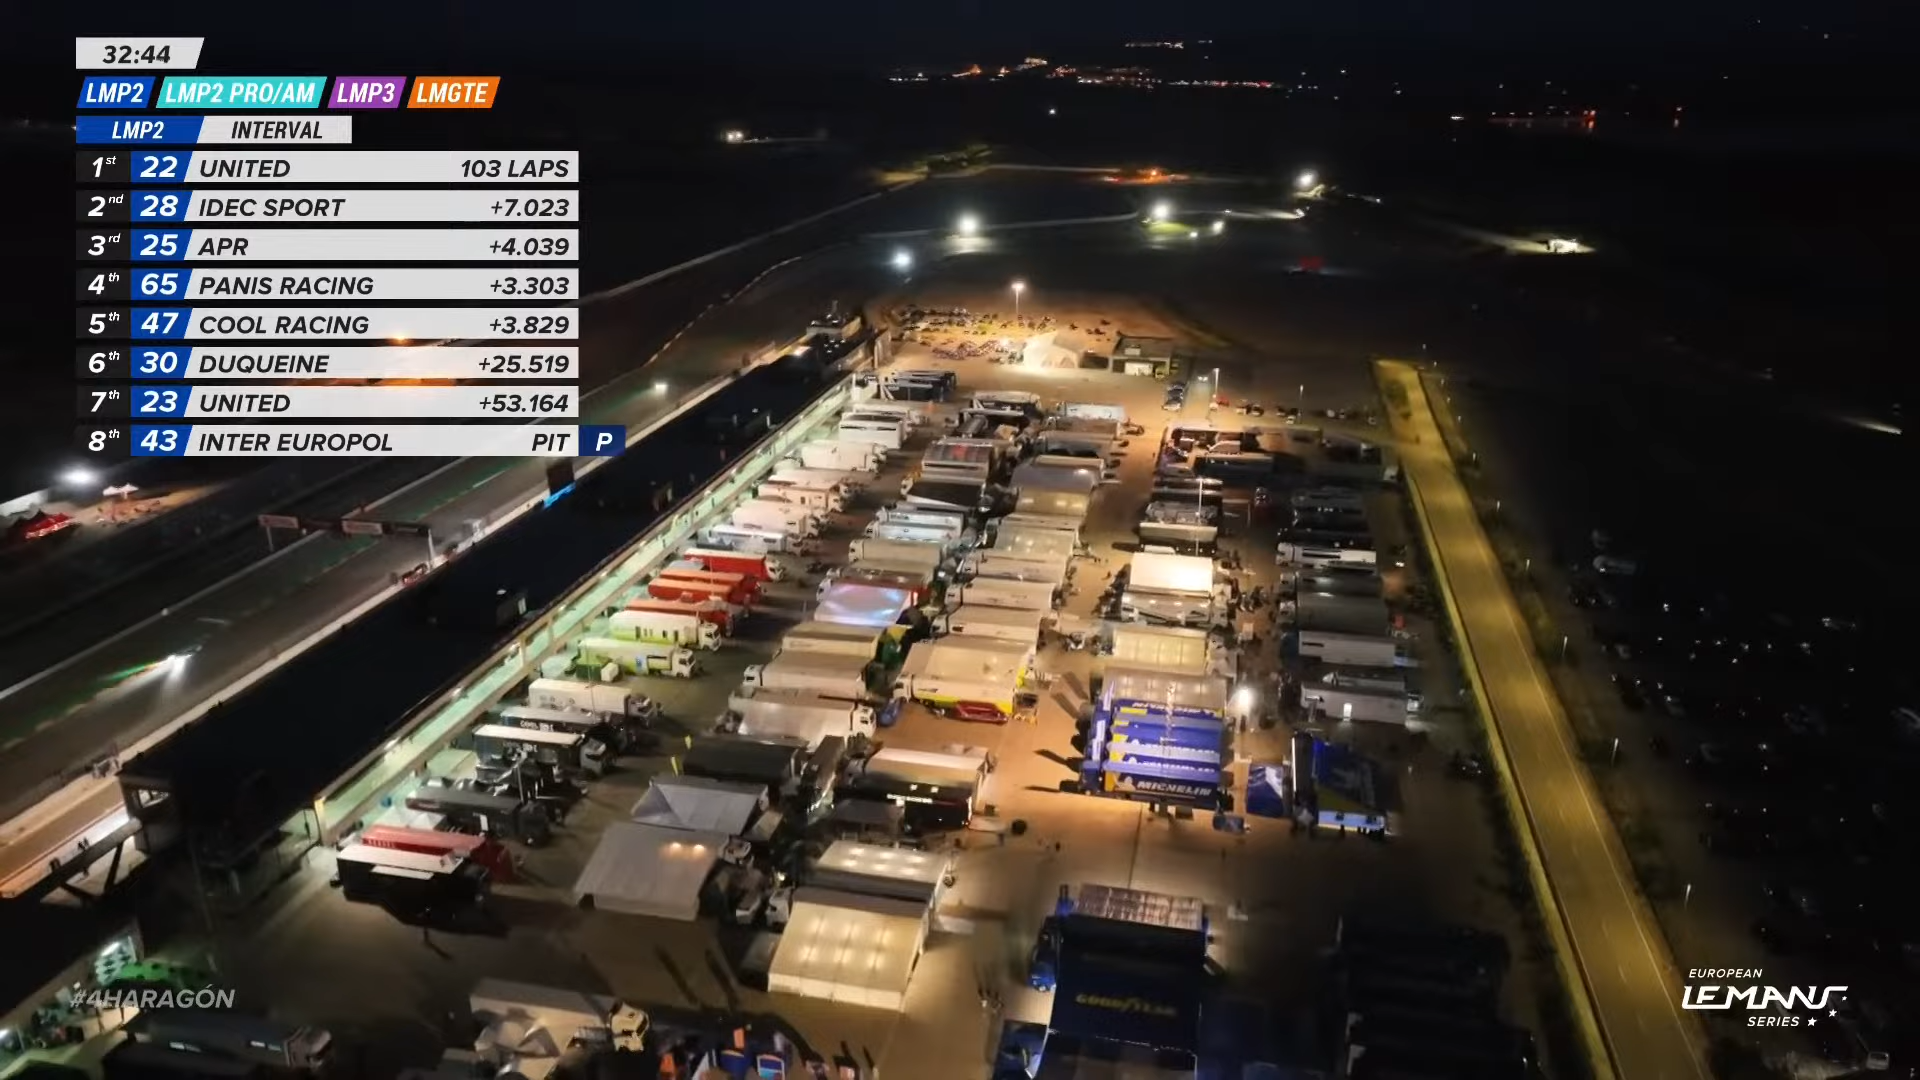 32:44
LMP2 LMP2 PRO/AM LMP3 LMGTE
LMP2 INTERVAL
1st 22 UNITED 103 LAPS
2nd 28 IDEC SPORT +7.023
3rd 25 APR +4.039
4th 65 PANIS RACING +3.303
5th 47 COOL RACING +3.829
6th 30 DUQUEINE +25.519
7th 23 UNITED +53.164
8th 43 INTER EUROPOL PIT P
MICHELIN
GOODYEAR
#4HARAGÓN
EUROPEAN
LE MANS
SERIES